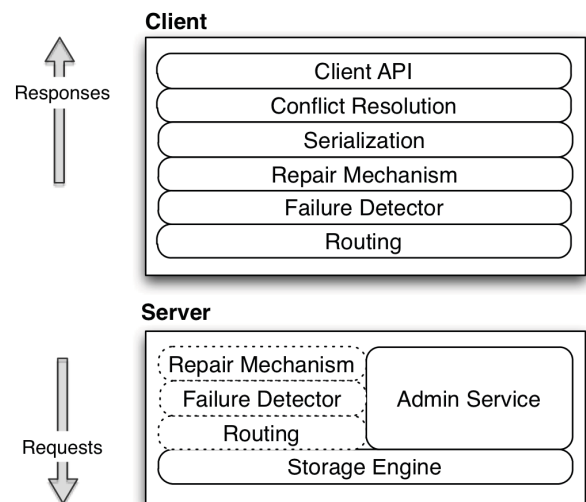 Client
Responses
Client API
Conflict Resolution
Serialization
Repair Mechanism
Failure Detector
Routing
Server
Requests
Repair Mechanism
Failure Detector
Routing
Admin Service
Storage Engine